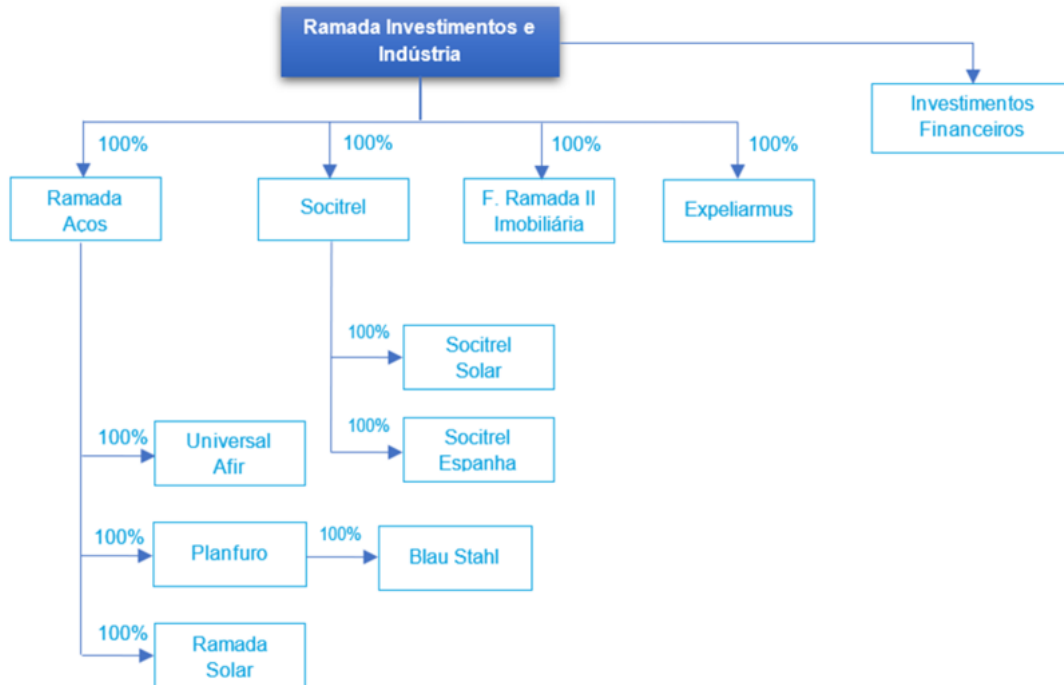 Ramada Investimentos e
Indústria
Investimentos
Financeiros
100%
100%
100%
100%
Ramada
Acos
Socitrel
F. Ramada II
Imobiliária
Expeliarmus
100%
Socitrel
Solar
100%
Socitrel
Espanha
100%
Universal
Afir
100%
Planfuro
100%
Blau Stahl
100%
Ramada
Solar